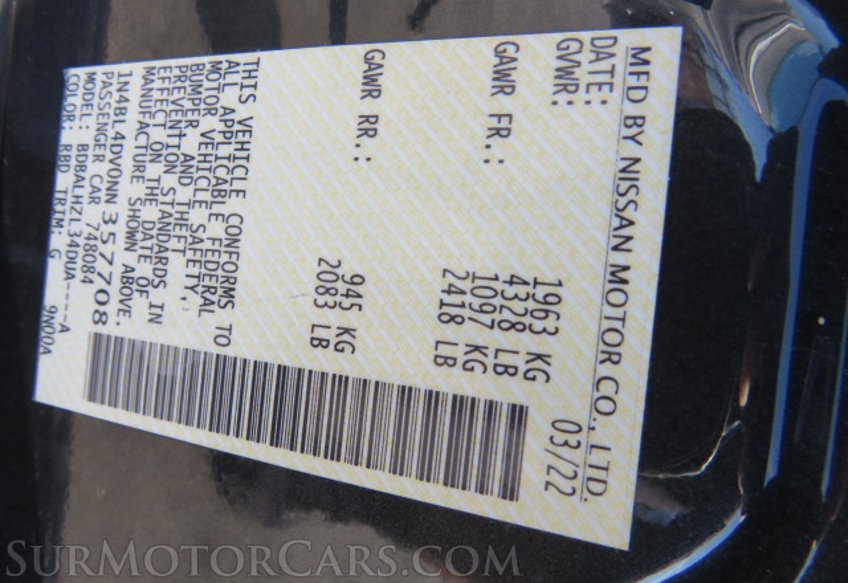 MFD BY NISSAN MOTOR CO., LTD.
DATE: 03/22
GVWR: 1963 KG
4328 LB
GAWR FR.: 1097 KG
2418 LB
GAWR RR.: 945 KG
2083 LB
THIS VEHICLE CONFORMS TO
ALL APPLICABLE FEDERAL
MOTOR VEHICLE SAFETY,
BUMPER, AND THEFT
PREVENTION STANDARDS IN
EFFECT ON THE DATE OF
MANUFACTURE SHOWN ABOVE.
1N4BL4DV0NN357708
PASSENGER CAR 748084
MODEL: BDBALHZL34DUA----A
COLOR: RBD TRIM: G 9N00A
SURMOTORCARS.COM